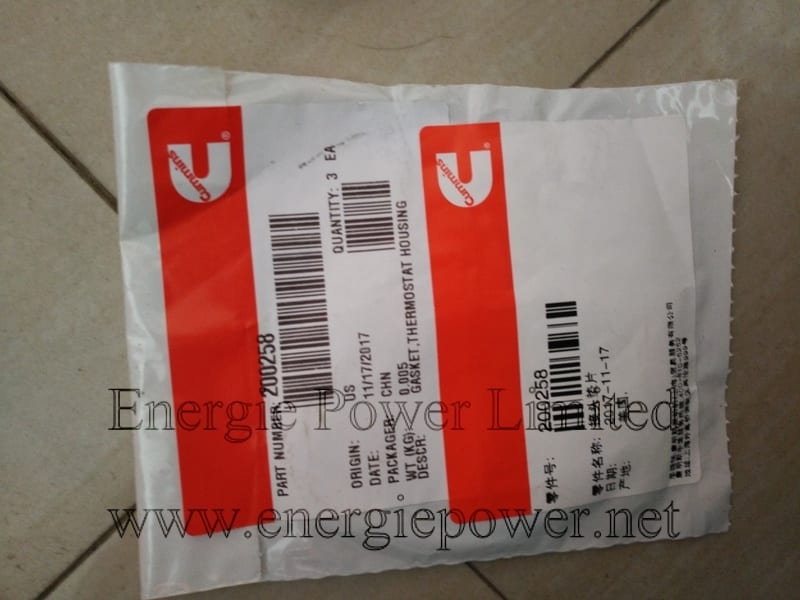 Cummins
®
PART NUMBER: 200258
QUANTITY: 3 EA
ORIGIN: US
DATE: 11/17/2017
PACKAGER: CHN
WT (KG) 0.005
DESCR: GASKET,THERMOSTAT HOUSING
Cummins
®
零件号: 200258
零件名称: 垫片
日期: 2017-11-17
产地: 美国
Energie Power Limited
www.energiepower.net